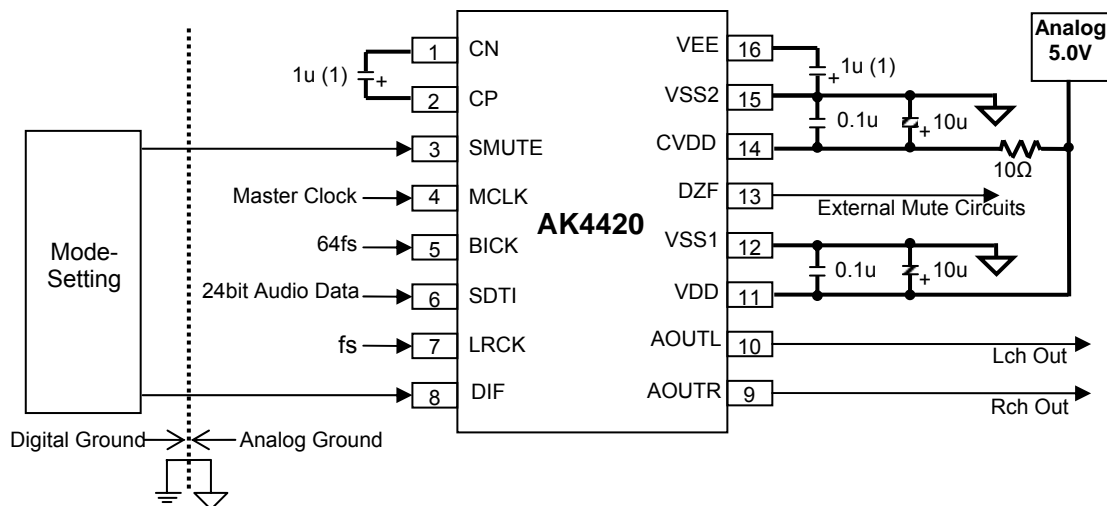 Mode-
Setting
Digital Ground
Analog Ground
1u (1)
+
Master Clock
64fs
24bit Audio Data
fs
1
2
3
4
5
6
7
8
CN
CP
SMUTE
MCLK
BICK
SDTI
LRCK
DIF
AK4420
VEE
VSS2
CVDD
DZF
VSS1
VDD
AOUTL
AOUTR
16
15
14
13
12
11
10
9
1u (1)
+
0.1u
+
10u
10Ω
Analog
5.0V
External Mute Circuits
0.1u
+
10u
Lch Out
Rch Out